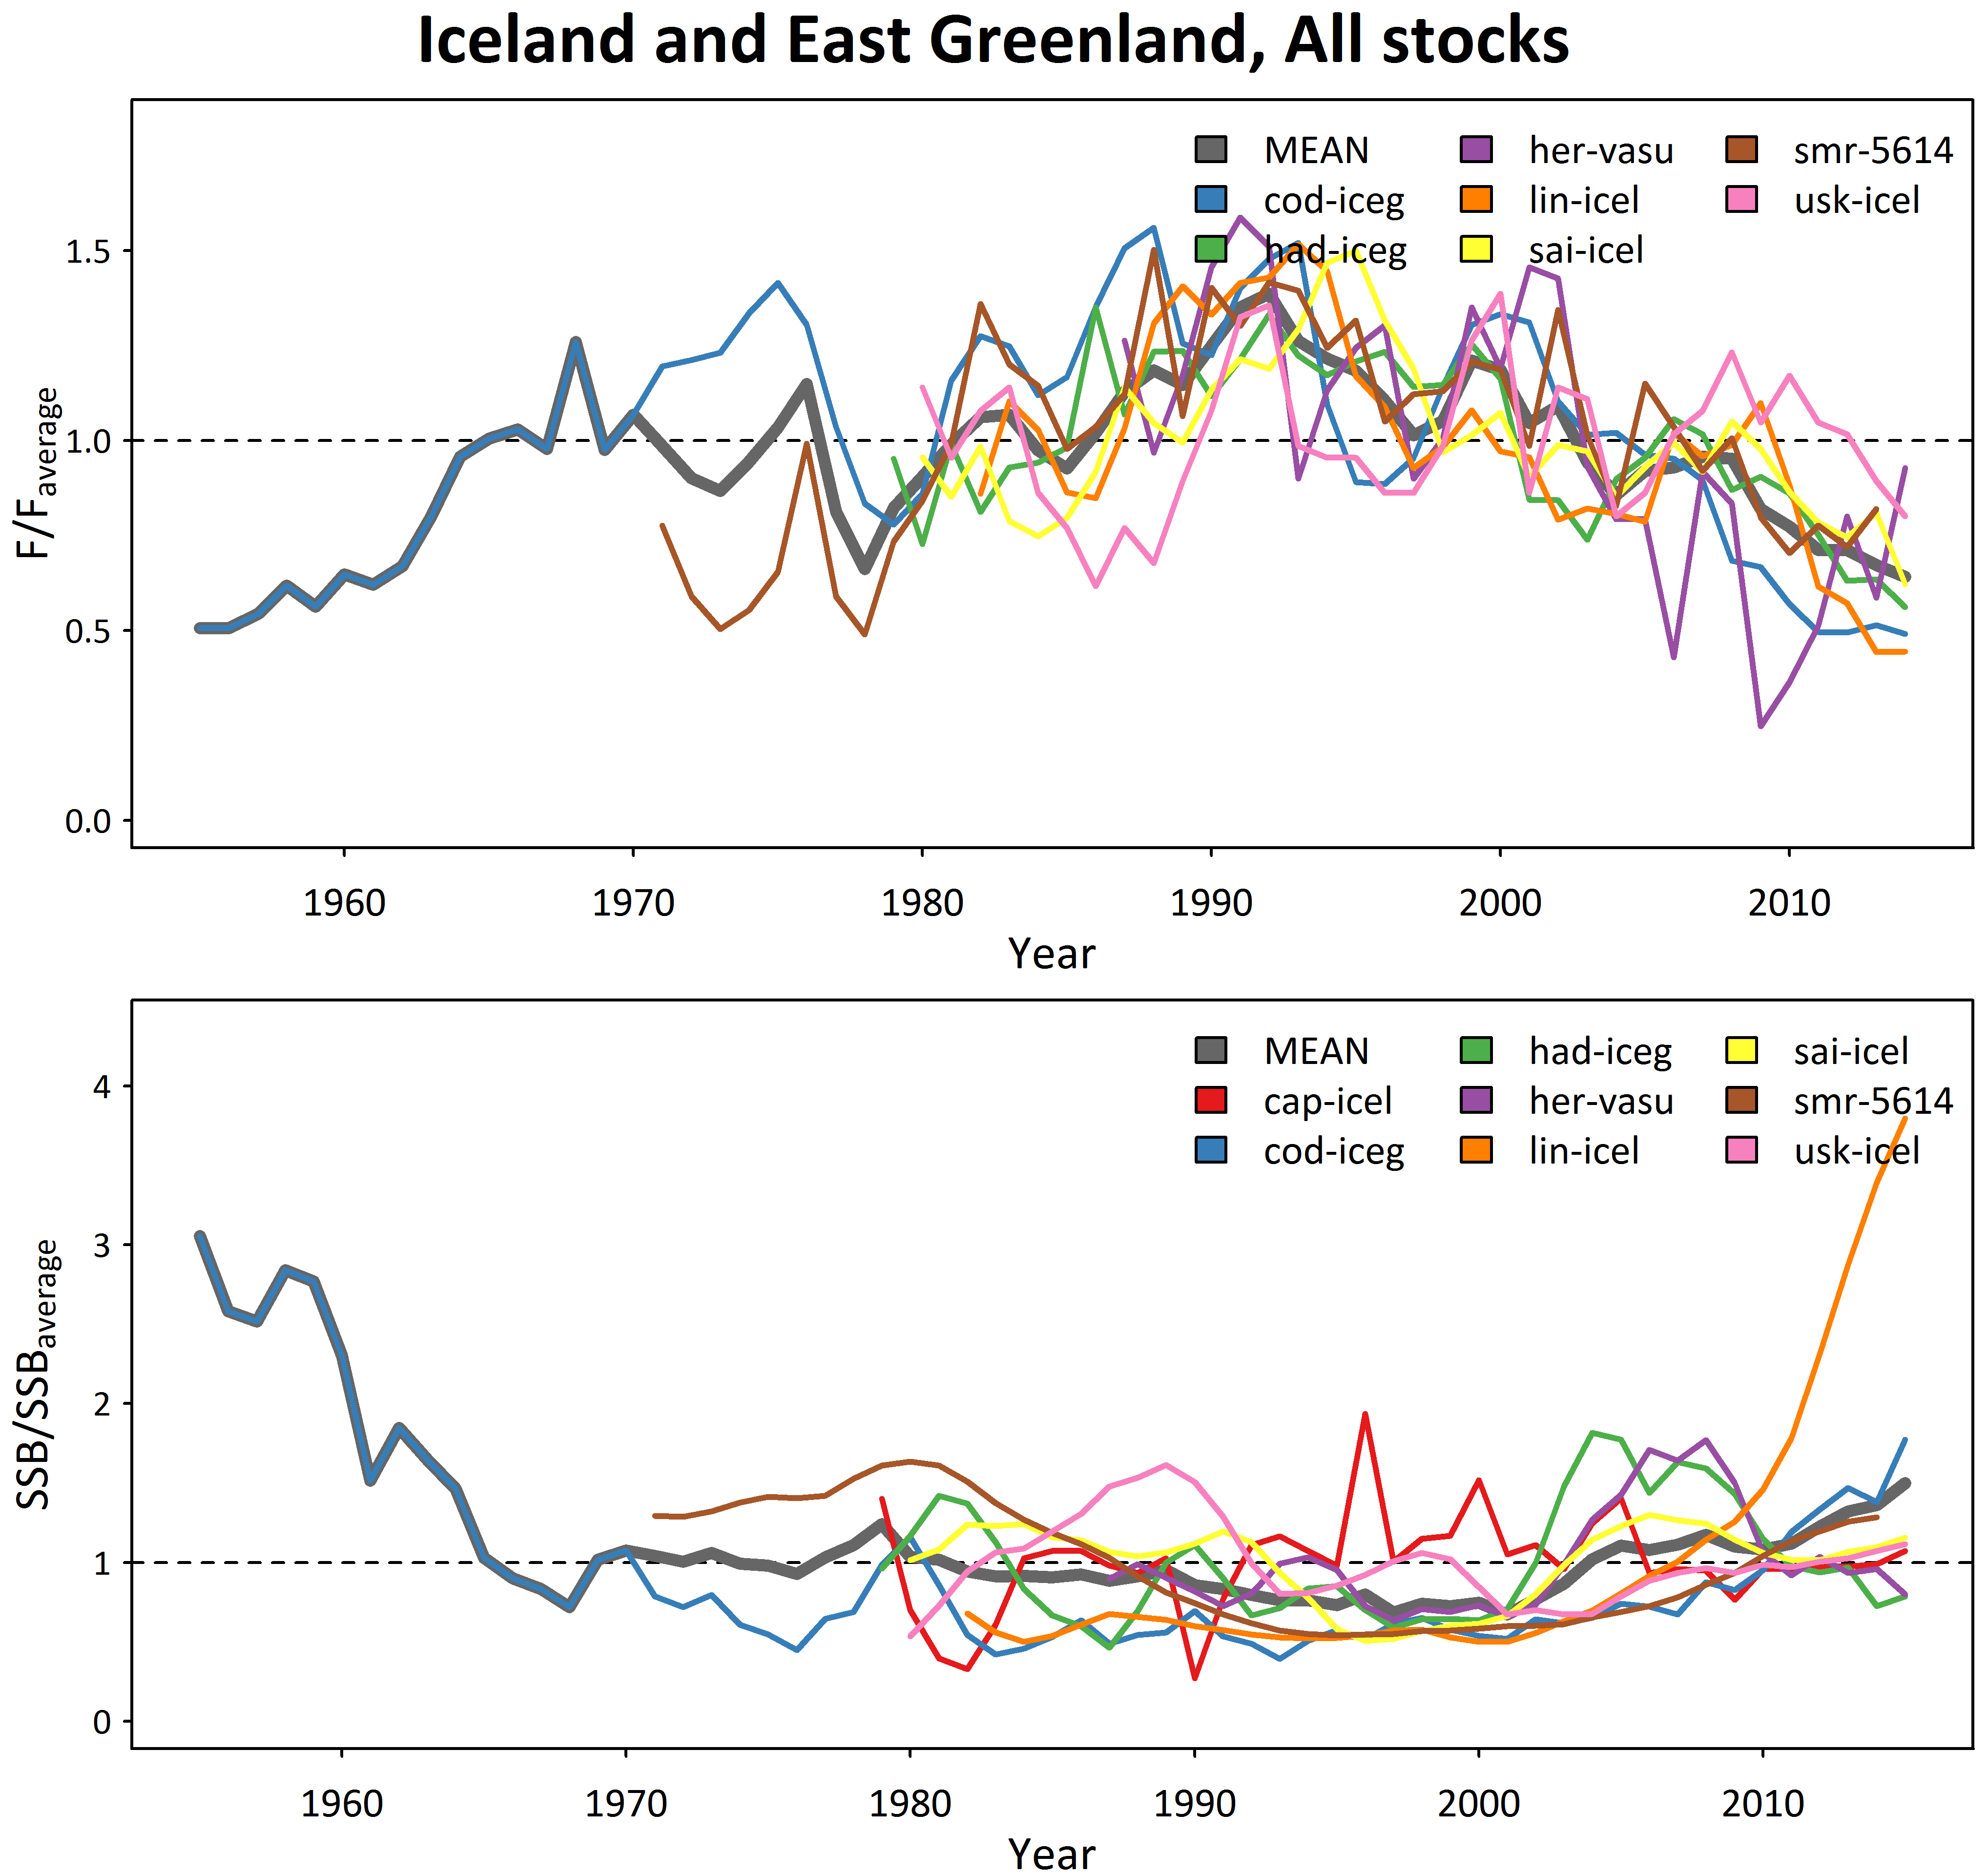 Iceland and East Greenland, All stocks
F/Faverage
1.5
1.0
0.5
0.0
MEAN
cod-iceg
had-iceg
her-vasu
lin-icel
sai-icel
smr-5614
usk-icel
1960 1970 1980 1990 2000 2010
Year
SSB/SSBaverage
4
3
2
1
0
MEAN
cap-icel
cod-iceg
had-iceg
her-vasu
lin-icel
sai-icel
smr-5614
usk-icel
1960 1970 1980 1990 2000 2010
Year